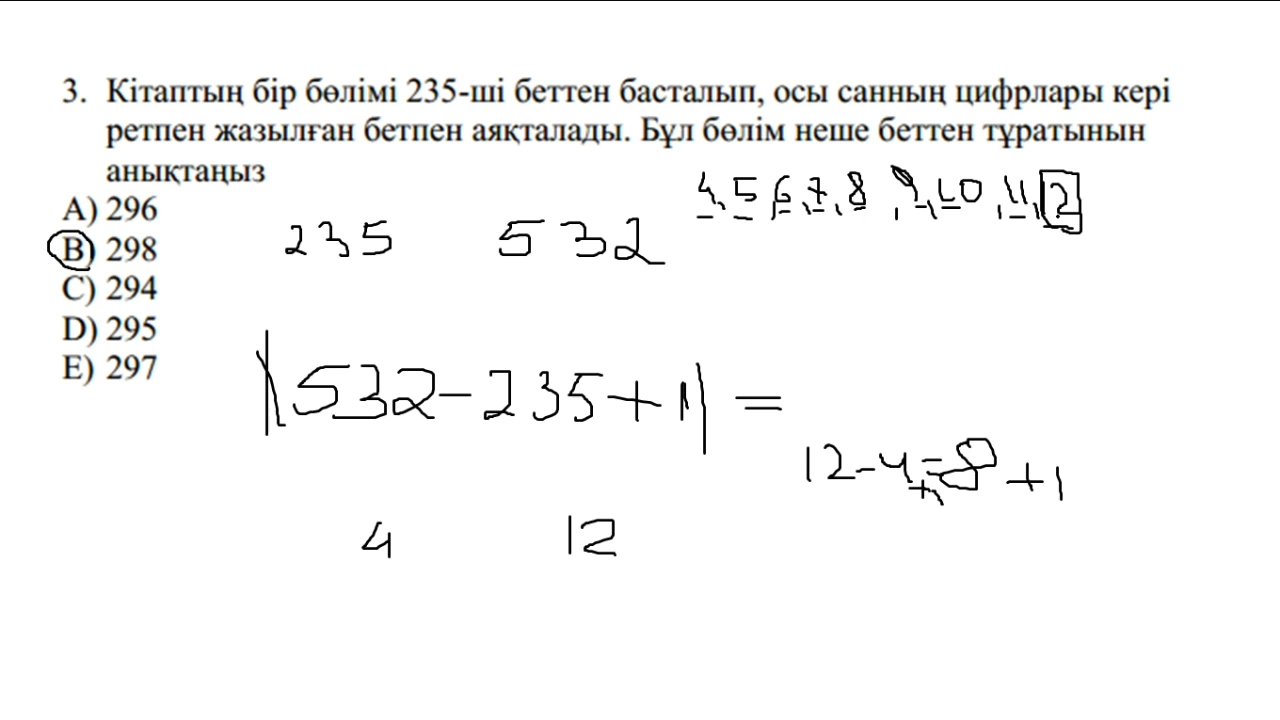 3. Кітаптың бір бөлімі 235-ші беттен басталып, осы санның цифрлары кері
ретпен жазылған бетпен аяқталады. Бұл бөлім неше беттен тұратынын
анықтаңыз
4, 5, 6, 7, 8, 9, 10, 11, 12
A) 296
235 532
B) 298
C) 294
D) 295
E) 297
|532-235+1| =
12-4+1=8+1
4 12